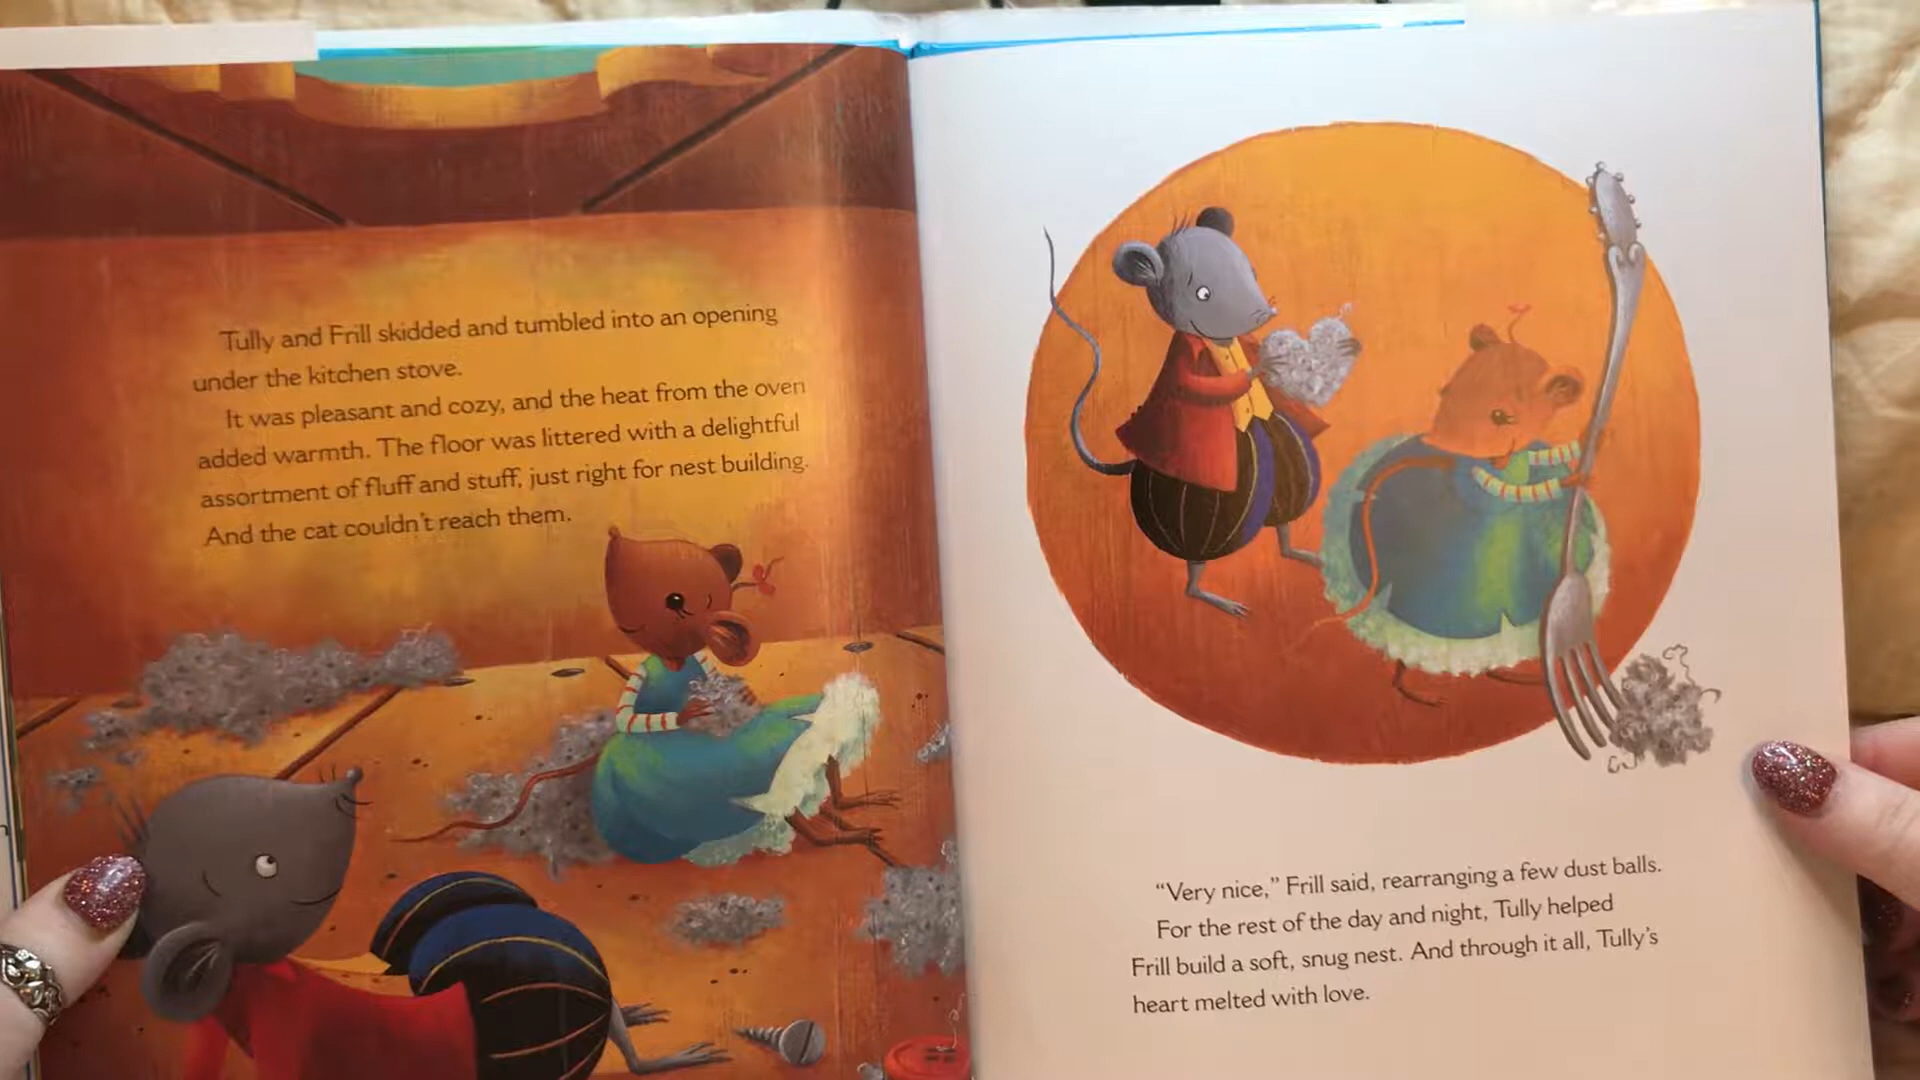 Tully and Frill skidded and tumbled into an opening
under the kitchen stove.
It was pleasant and cozy, and the heat from the oven
added warmth. The floor was littered with a delightful
assortment of fluff and stuff, just right for nest building.
And the cat couldn't reach them.
"Very nice," Frill said, rearranging a few dust balls.
For the rest of the day and night, Tully helped
Frill build a soft, snug nest. And through it all, Tully's
heart melted with love.